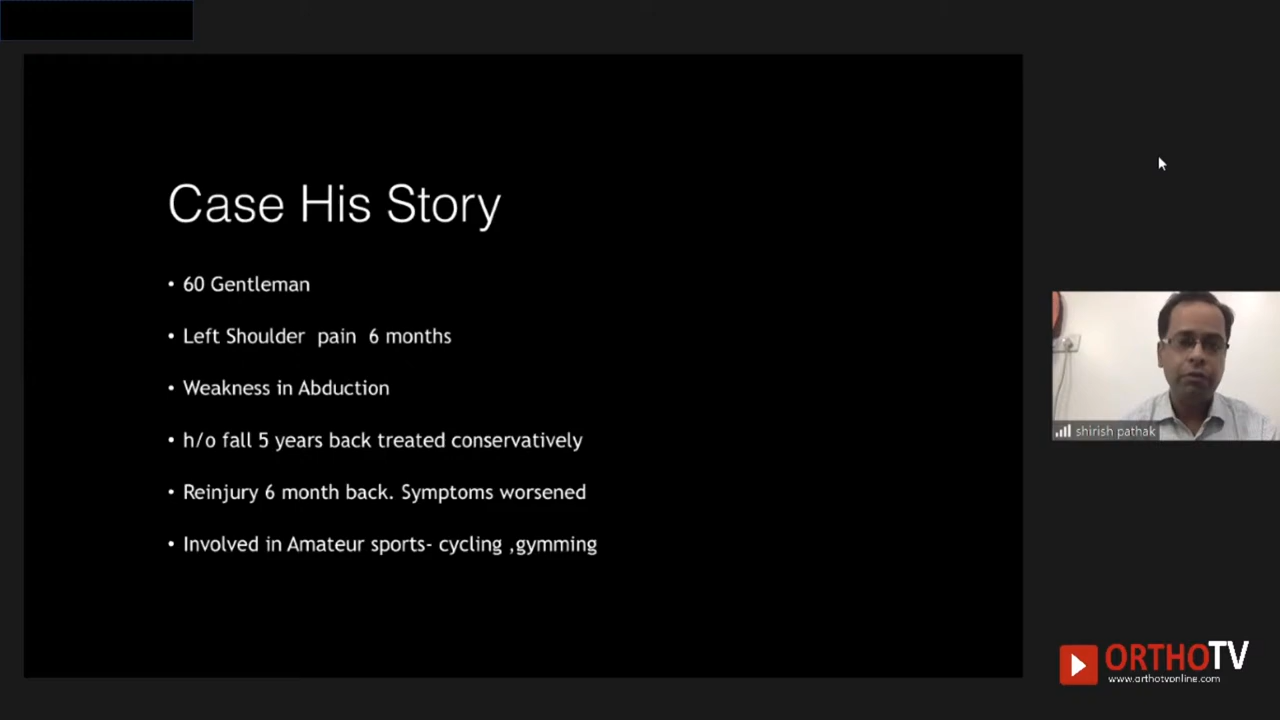 Case His Story
• 60 Gentleman
• Left Shoulder pain 6 months
• Weakness in Abduction
• h/o fall 5 years back treated conservatively
• Reinjury 6 month back. Symptoms worsened
• Involved in Amateur sports- cycling ,gymming
shirish pathak
ORTHOTV
www.orthotvonline.com